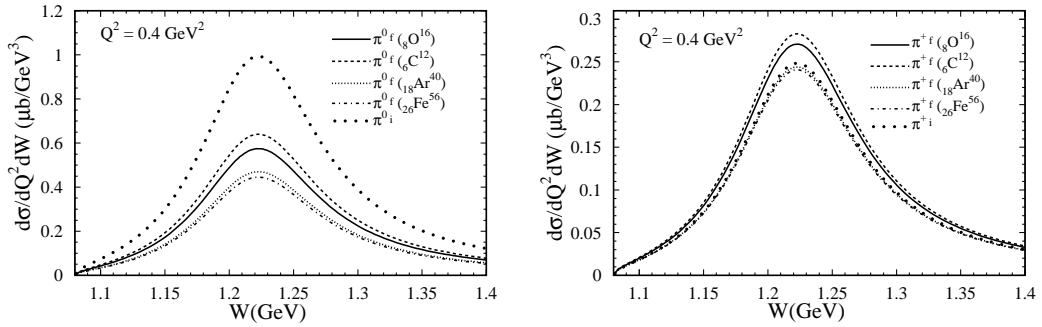 Q² = 0.4 GeV²
π⁰ ᶠ (₈O¹⁶)
π⁰ ᶠ (₆C¹²)
π⁰ ᶠ (₁₈Ar⁴⁰)
π⁰ ᶠ (₂₆Fe⁵⁶)
π⁰ ⁱ
dσ/dQ²dW (μb/GeV³)
1.2
1
0.8
0.6
0.4
0.2
0
1.1 1.15 1.2 1.25 1.3 1.35 1.4
W(GeV)
Q² = 0.4 GeV²
π⁺ ᶠ (₈O¹⁶)
π⁺ ᶠ (₆C¹²)
π⁺ ᶠ (₁₈Ar⁴⁰)
π⁺ ᶠ (₂₆Fe⁵⁶)
π⁺ ⁱ
dσ/dQ²dW (μb/GeV³)
0.3
0.25
0.2
0.15
0.1
0.05
0
1.1 1.15 1.2 1.25 1.3 1.35 1.4
W(GeV)